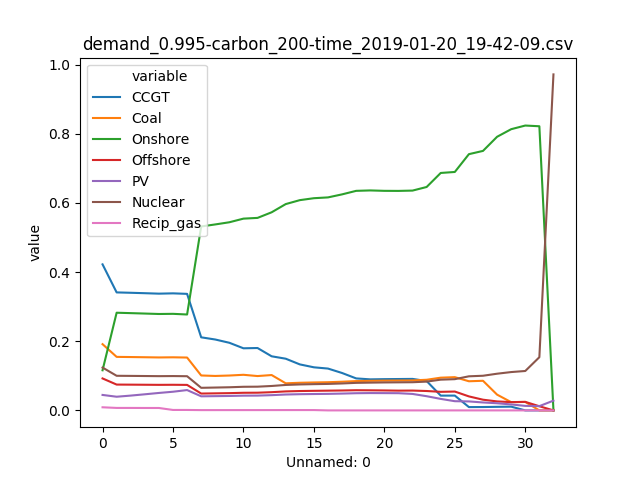 demand_0.995-carbon_200-time_2019-01-20_19-42-09.csv
variable
CCGT
Coal
Onshore
Offshore
PV
Nuclear
Recip_gas
value
1.0
0.8
0.6
0.4
0.2
0.0
0 5 10 15 20 25 30
Unnamed: 0